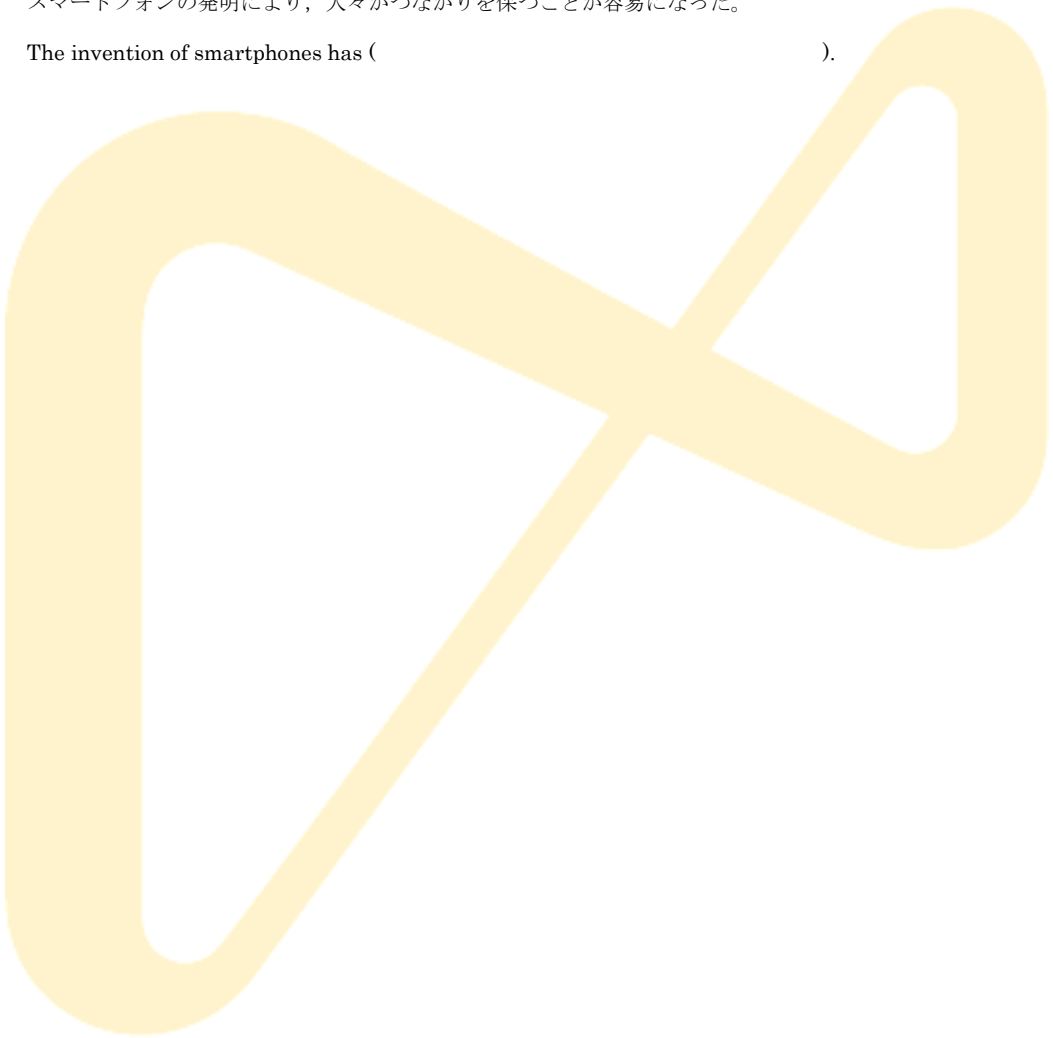 スマートフォンの発明により，人々がつながりを保つことが容易になった。
The invention of smartphones has ( ).